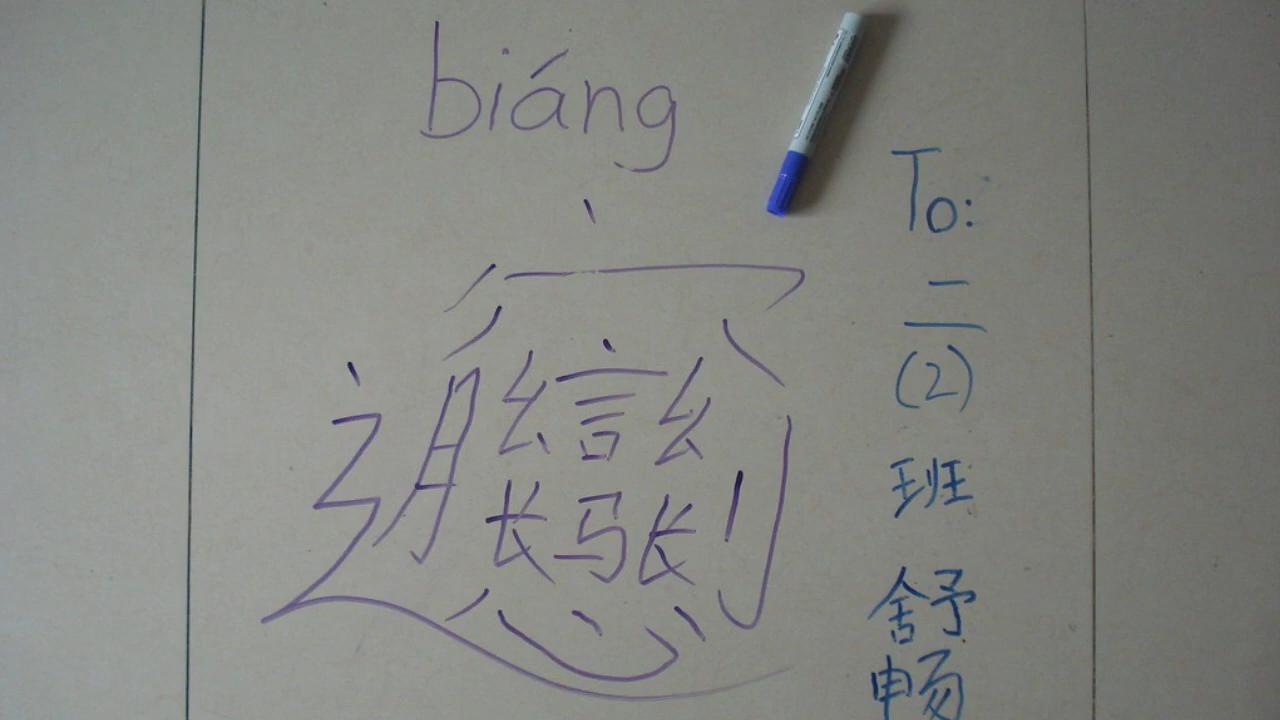 biáng
𰻝
To:
二
(2)
班
舒
畅